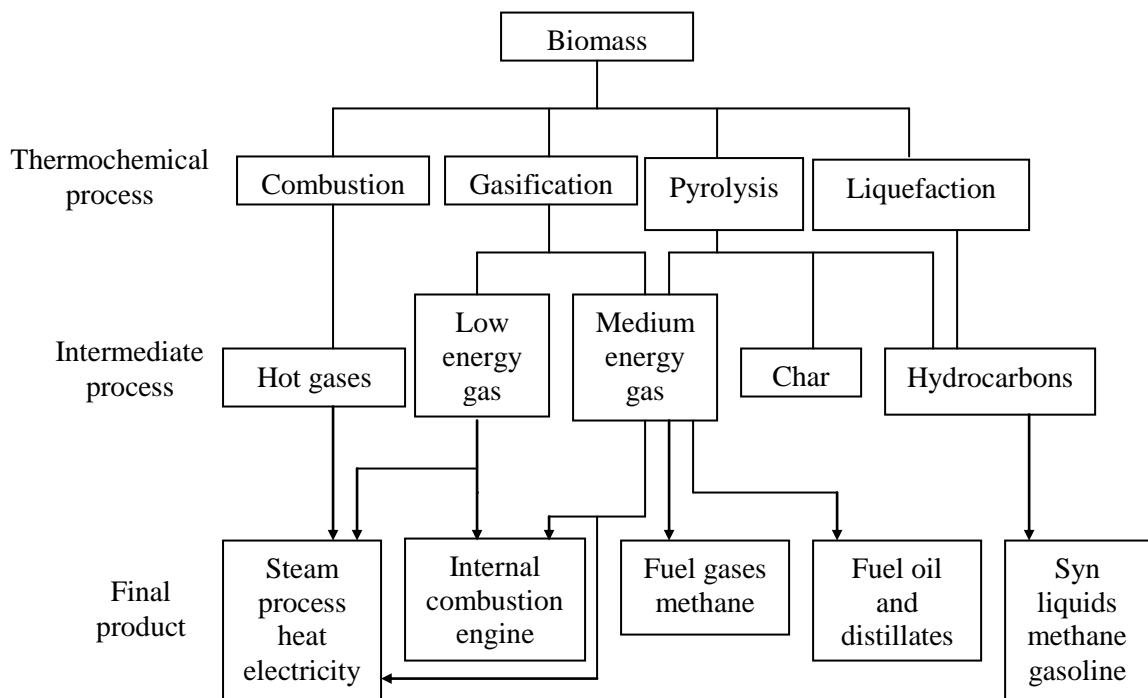 Biomass
Thermochemical
process
Combustion
Gasification
Pyrolysis
Liquefaction
Intermediate
process
Hot gases
Low
energy
gas
Medium
energy
gas
Char
Hydrocarbons
Final
product
Steam
process
heat
electricity
Internal
combustion
engine
Fuel gases
methane
Fuel oil
and
distillates
Syn
liquids
methane
gasoline